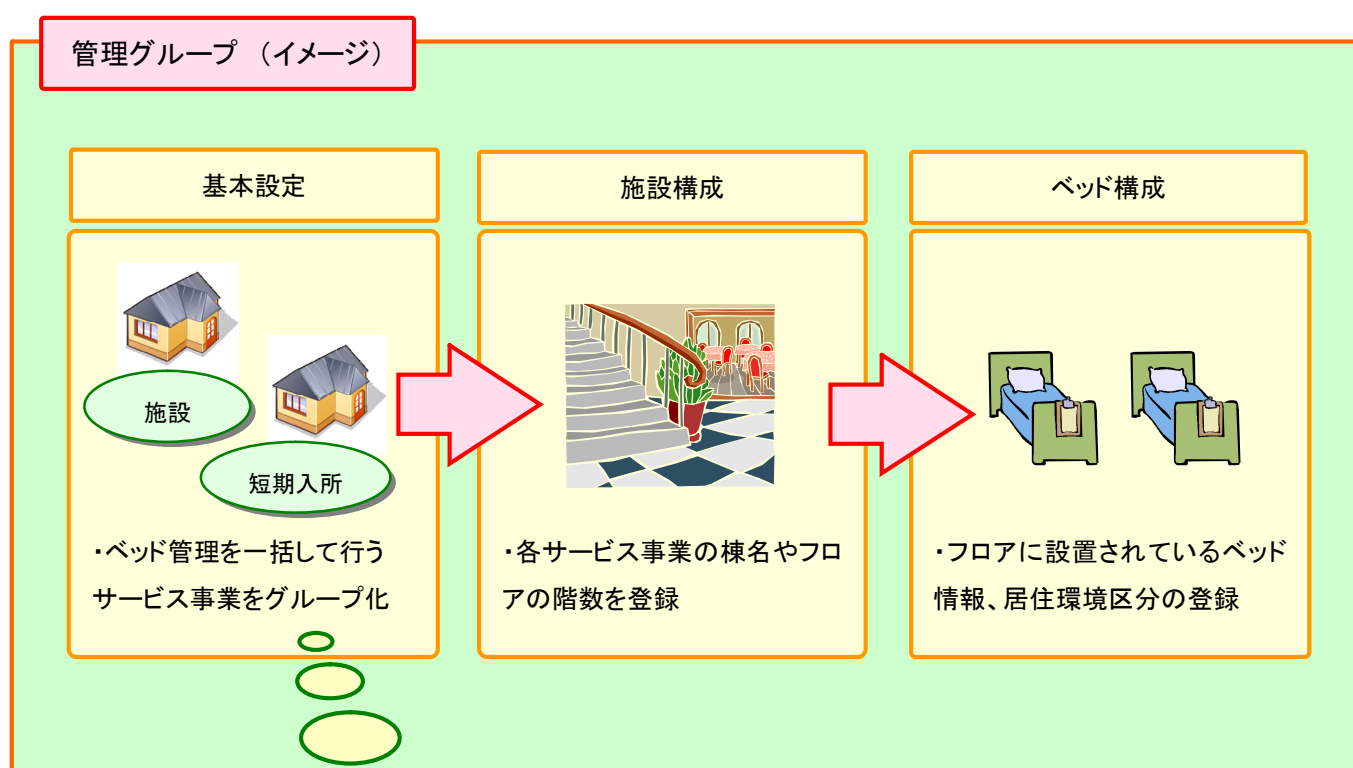 管理グループ （イメージ）
基本設定
施設
短期入所
・ベッド管理を一括して行う
サービス事業をグループ化
施設構成
・各サービス事業の棟名やフロ
アの階数を登録
ベッド構成
・フロアに設置されているベッド
情報、居住環境区分の登録